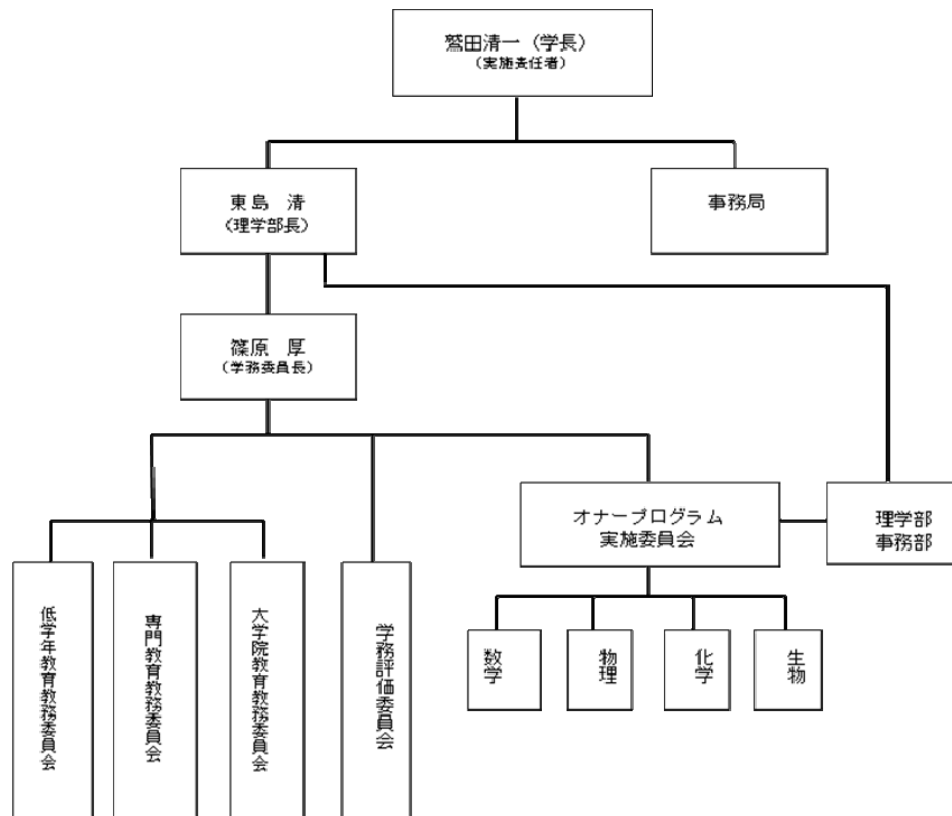 鷲田清一（学長）
（実施責任者）
東島　清
（理学部長）
事務局
篠原　厚
（学務委員長）
オナープログラム
実施委員会
理学部
事務部
低学年教育教務委員会
専門教育教務委員会
大学院教育教務委員会
学務評価委員会
数学
物理
化学
生物